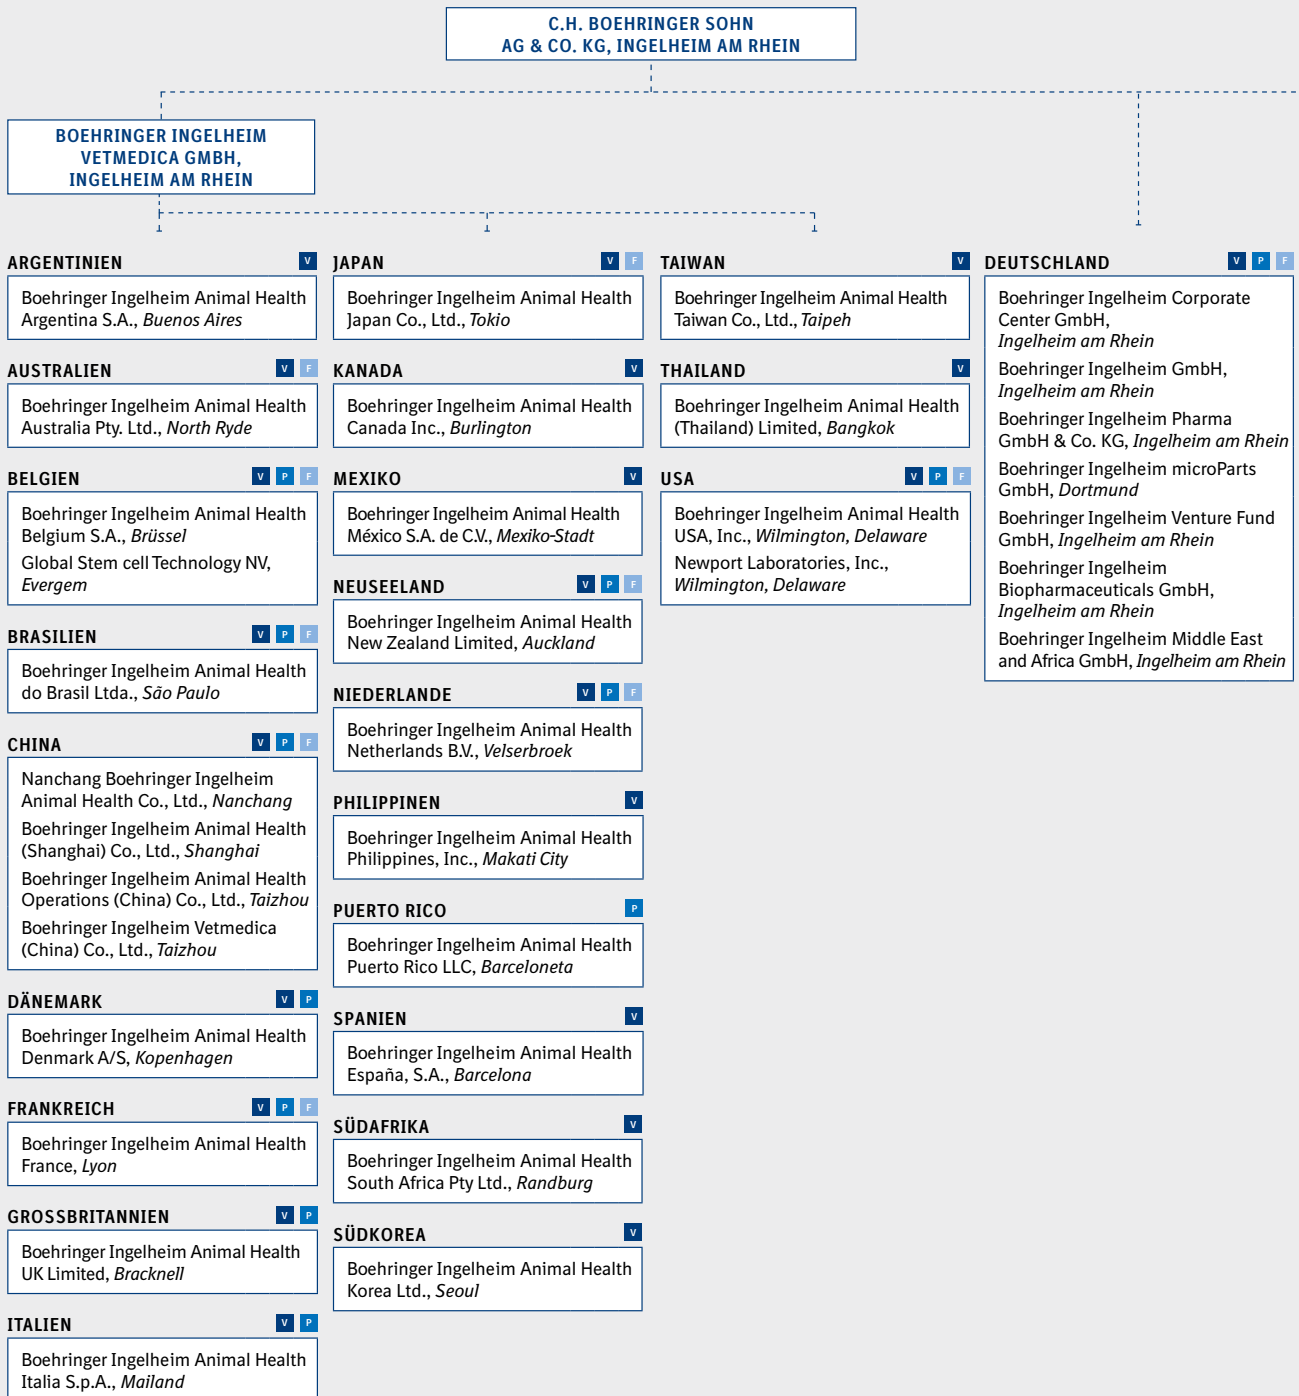 C.H. BOEHRINGER SOHN
AG & CO. KG, INGELHEIM AM RHEIN
BOEHRINGER INGELHEIM
VETMEDICA GMBH,
INGELHEIM AM RHEIN
ARGENTINIEN V
Boehringer Ingelheim Animal Health
Argentina S.A., Buenos Aires
AUSTRALIEN V F
Boehringer Ingelheim Animal Health
Australia Pty. Ltd., North Ryde
BELGIEN V P F
Boehringer Ingelheim Animal Health
Belgium S.A., Brüssel
Global Stem cell Technology NV,
Evergem
BRASILIEN V P F
Boehringer Ingelheim Animal Health
do Brasil Ltda., São Paulo
CHINA V P F
Nanchang Boehringer Ingelheim
Animal Health Co., Ltd., Nanchang
Boehringer Ingelheim Animal Health
(Shanghai) Co., Ltd., Shanghai
Boehringer Ingelheim Animal Health
Operations (China) Co., Ltd., Taizhou
Boehringer Ingelheim Vetmedica
(China) Co., Ltd., Taizhou
DÄNEMARK V P
Boehringer Ingelheim Animal Health
Denmark A/S, Kopenhagen
FRANKREICH V P F
Boehringer Ingelheim Animal Health
France, Lyon
GROSSBRITANNIEN V P
Boehringer Ingelheim Animal Health
UK Limited, Bracknell
ITALIEN V P
Boehringer Ingelheim Animal Health
Italia S.p.A., Mailand
JAPAN V F
Boehringer Ingelheim Animal Health
Japan Co., Ltd., Tokio
KANADA V
Boehringer Ingelheim Animal Health
Canada Inc., Burlington
MEXIKO V
Boehringer Ingelheim Animal Health
México S.A. de C.V., Mexiko-Stadt
NEUSEELAND V P F
Boehringer Ingelheim Animal Health
New Zealand Limited, Auckland
NIEDERLANDE V P F
Boehringer Ingelheim Animal Health
Netherlands B.V., Velserbroek
PHILIPPINEN V
Boehringer Ingelheim Animal Health
Philippines, Inc., Makati City
PUERTO RICO P
Boehringer Ingelheim Animal Health
Puerto Rico LLC, Barceloneta
SPANIEN V
Boehringer Ingelheim Animal Health
España, S.A., Barcelona
SÜDAFRIKA V
Boehringer Ingelheim Animal Health
South Africa Pty Ltd., Randburg
SÜDKOREA V
Boehringer Ingelheim Animal Health
Korea Ltd., Seoul
TAIWAN V
Boehringer Ingelheim Animal Health
Taiwan Co., Ltd., Taipeh
THAILAND V
Boehringer Ingelheim Animal Health
(Thailand) Limited, Bangkok
USA V P F
Boehringer Ingelheim Animal Health
USA, Inc., Wilmington, Delaware
Newport Laboratories, Inc.,
Wilmington, Delaware
DEUTSCHLAND V P F
Boehringer Ingelheim Corporate
Center GmbH,
Ingelheim am Rhein
Boehringer Ingelheim GmbH,
Ingelheim am Rhein
Boehringer Ingelheim Pharma
GmbH & Co. KG, Ingelheim am Rhein
Boehringer Ingelheim microParts
GmbH, Dortmund
Boehringer Ingelheim Venture Fund
GmbH, Ingelheim am Rhein
Boehringer Ingelheim
Biopharmaceuticals GmbH,
Ingelheim am Rhein
Boehringer Ingelheim Middle East
and Africa GmbH, Ingelheim am Rhein